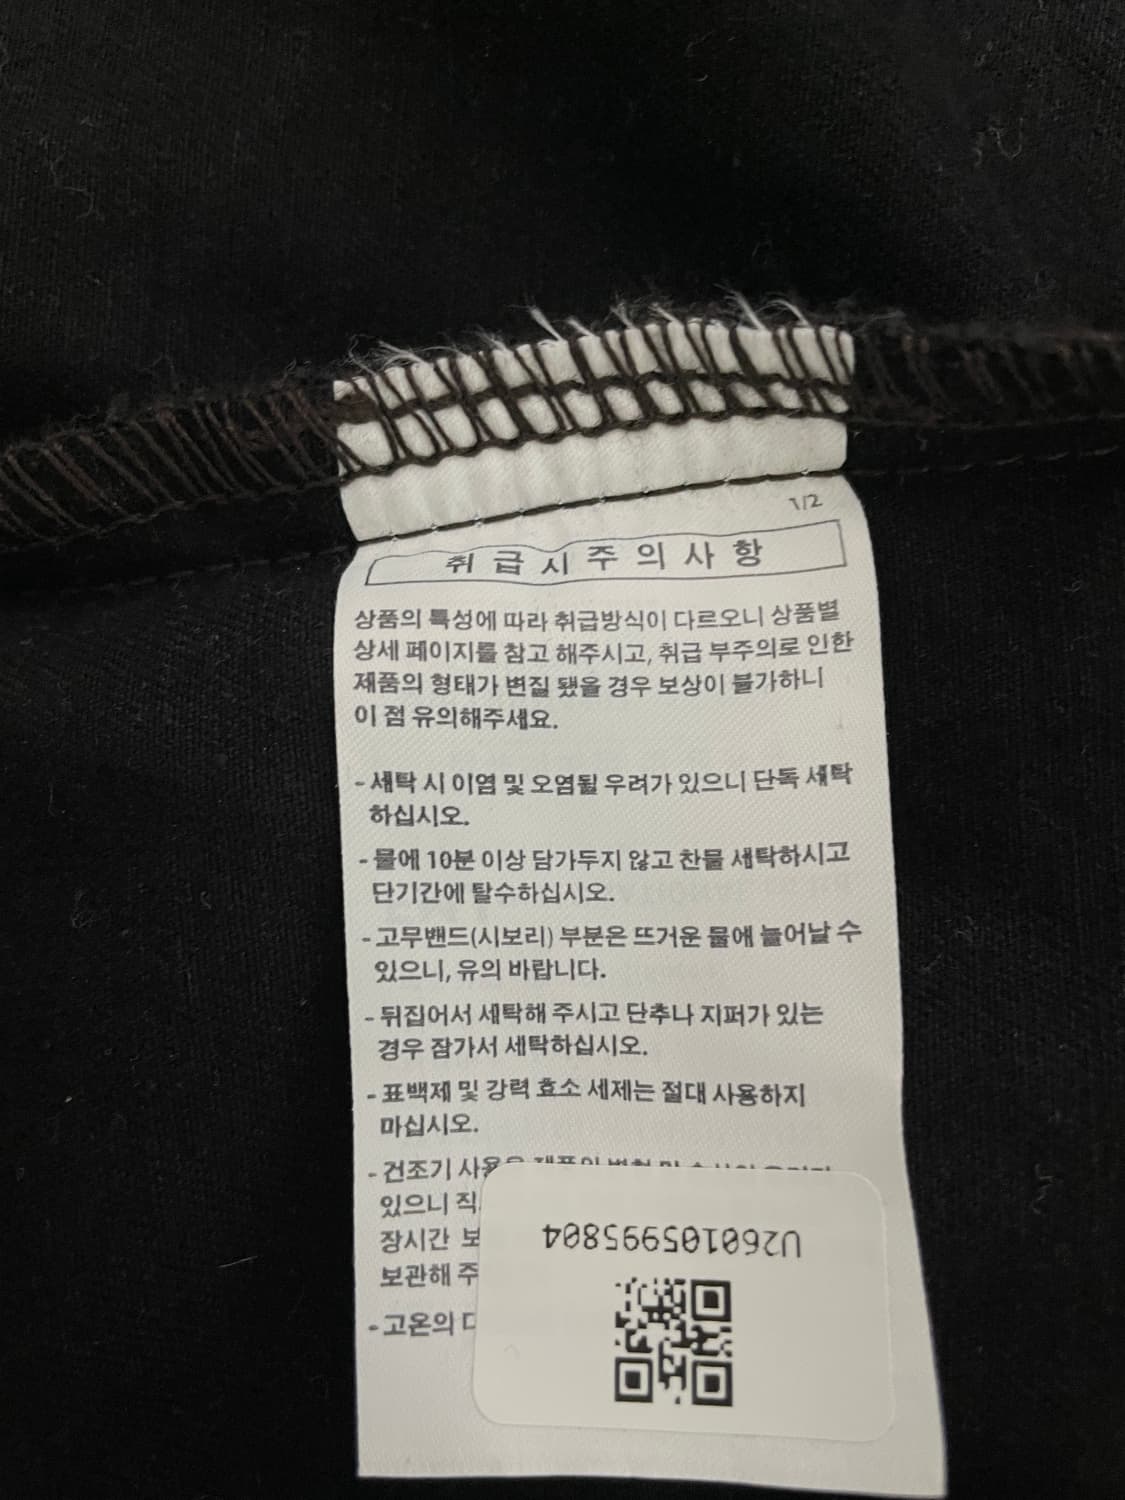 1/2
취급시주의사항
상품의 특성에 따라 취급방식이 다르오니 상품별
상세 페이지를 참고 해주시고, 취급 부주의로 인한
제품의 형태가 변질 됐을 경우 보상이 불가하니
이 점 유의해주세요.
- 세탁 시 이염 및 오염될 우려가 있으니 단독 세탁
하십시오.
- 물에 10분 이상 담가두지 않고 찬물 세탁하시고
단기간에 탈수하십시오.
- 고무밴드(시보리) 부분은 뜨거운 물에 늘어날 수
있으니, 유의 바랍니다.
- 뒤집어서 세탁해 주시고 단추나 지퍼가 있는
경우 잠가서 세탁하십시오.
- 표백제 및 강력 효소 세제는 절대 사용하지
마십시오.
- 건조기
있으니
장시간
보관해 주
- 고온의
U260105995804